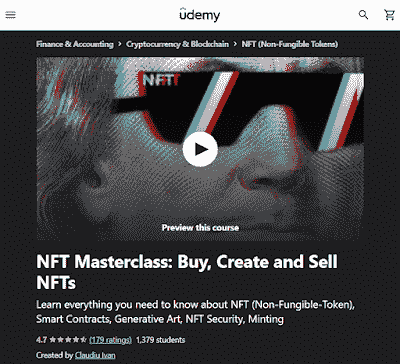 udemy
Finance & Accounting > Cryptocurrency & Blockchain > NFT (Non-Fungible Tokens)
NFT
Preview this course
NFT Masterclass: Buy, Create and Sell
NFTs
Learn everything you need to know about NFT (Non-Fungible-Token),
Smart Contracts, Generative Art, NFT Security, Minting
4.7 ★★★★★ (179 ratings) 1,379 students
Created by Claudiu Ivan